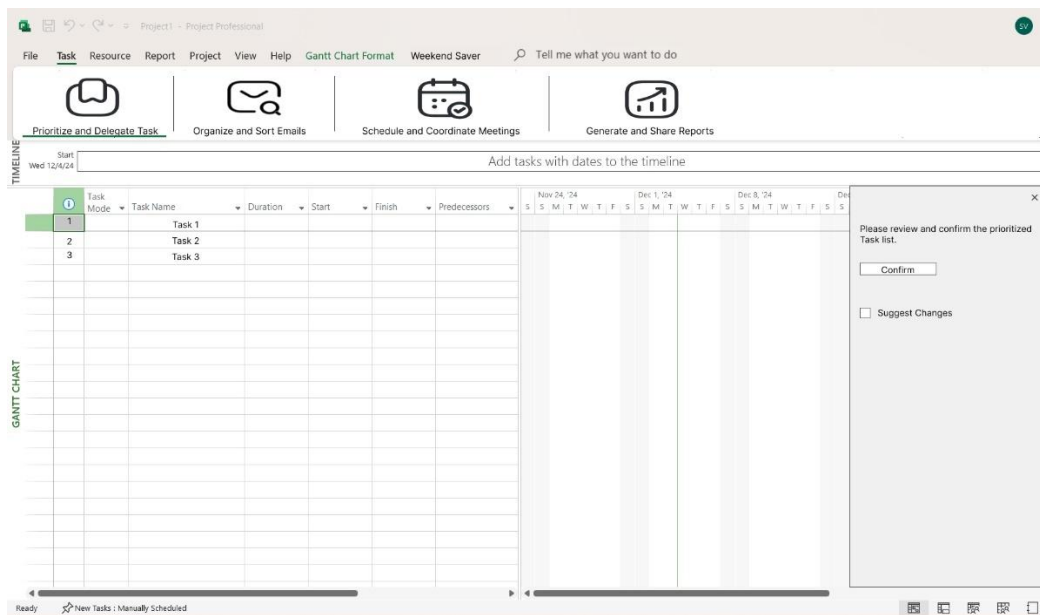 Project1 - Project Professional
SV
File Task Resource Report Project View Help Gantt Chart Format Weekend Saver Tell me what you want to do
Prioritize and Delegate Task Organize and Sort Emails Schedule and Coordinate Meetings Generate and Share Reports
TIMELINE
Start
Wed 12/4/24
Add tasks with dates to the timeline
Task Mode Task Name Duration Start Finish Predecessors
Nov 24, '24 Dec 1, '24 Dec 8, '24 Dec
S S M T W T F S S M T W T F S S M T W T F S S
1 Task 1
2 Task 2
3 Task 3
GANTT CHART
Please review and confirm the prioritized
Task list.
Confirm
Suggest Changes
Ready New Tasks : Manually Scheduled